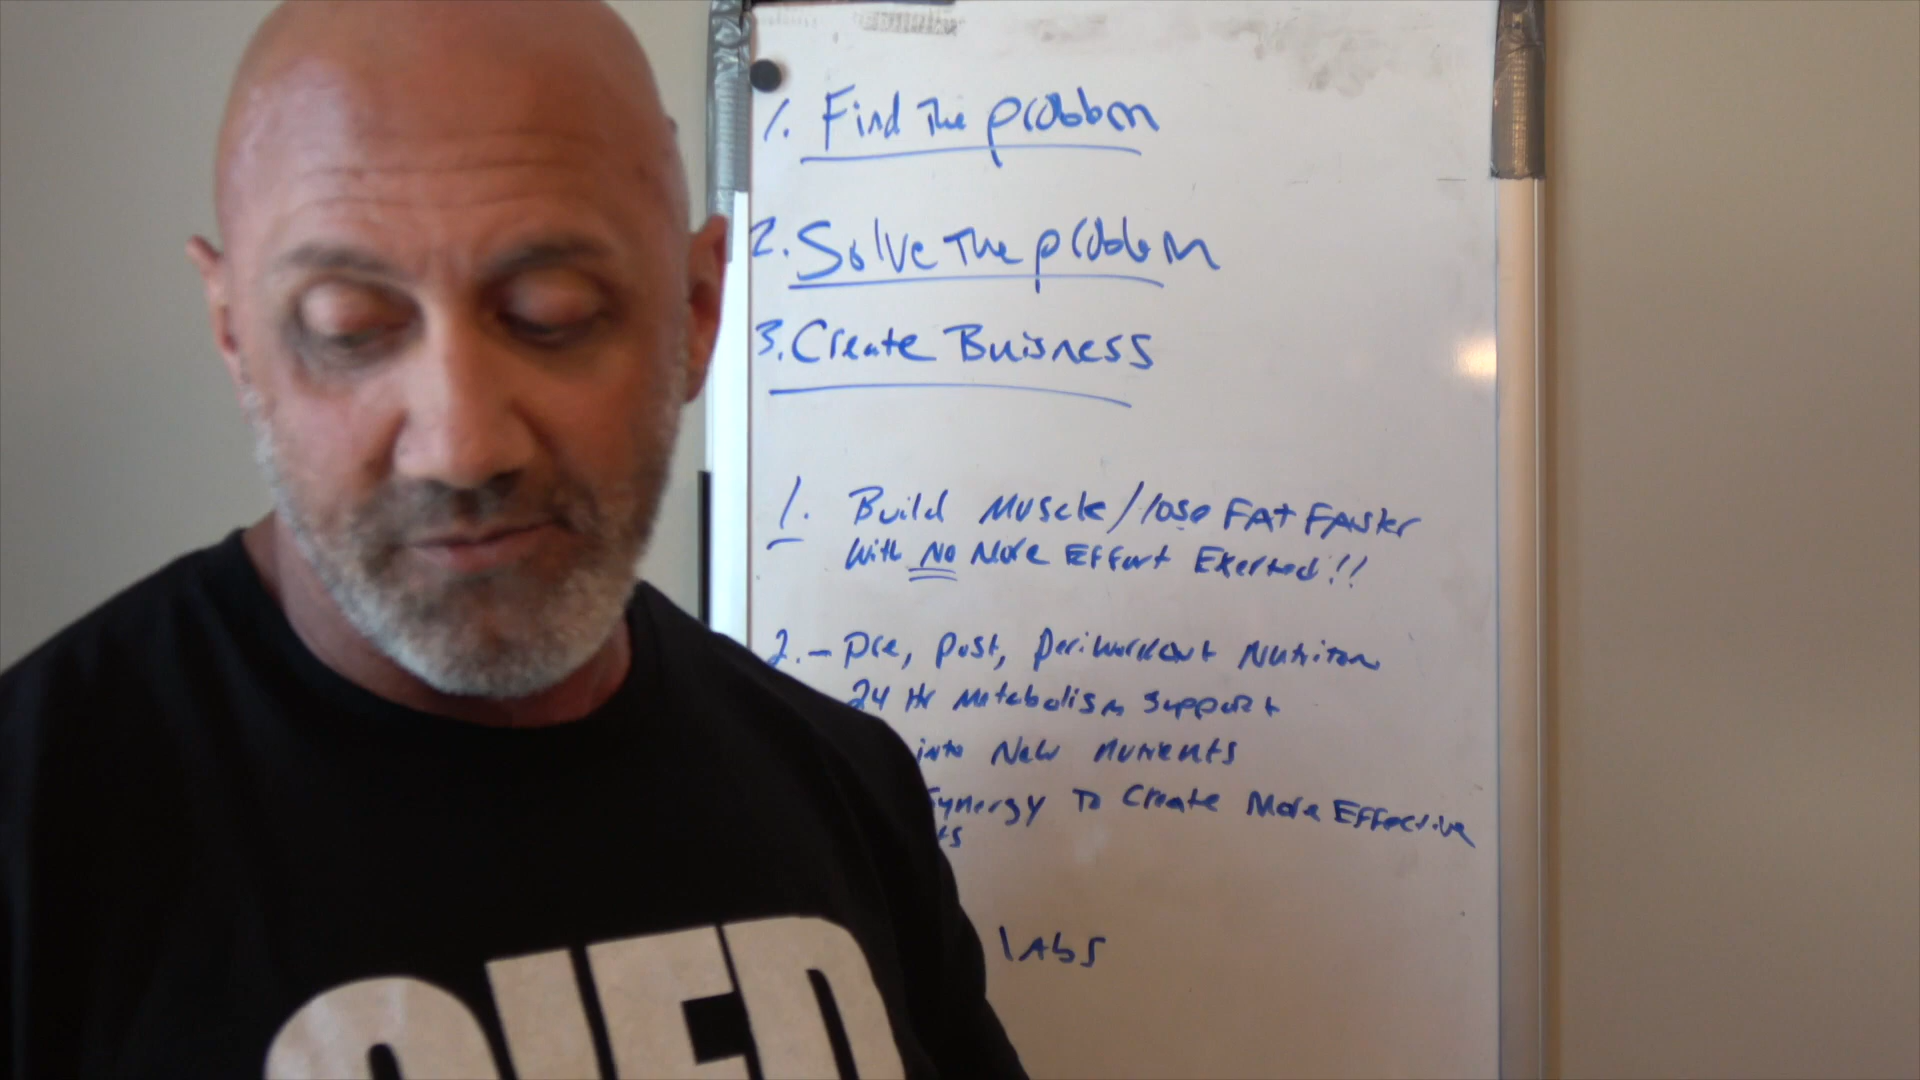 1. Find The problem
2. Solve The problem
3. Create Buisness
1. Build Muscle/lose FAT FAster
With No More Effort Exerted!!
2. - Pre, post, periworkout Nutrition
24 Hr Metabolism Support
into New Nutrients
Synergy To Create More Effective
ts
lAbs